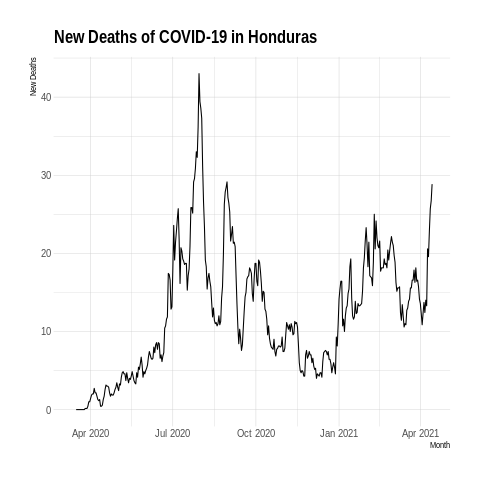 New Deaths of COVID-19 in Honduras
New Deaths
40
30
20
10
0
Apr 2020
Jul 2020
Oct 2020
Jan 2021
Apr 2021
Month